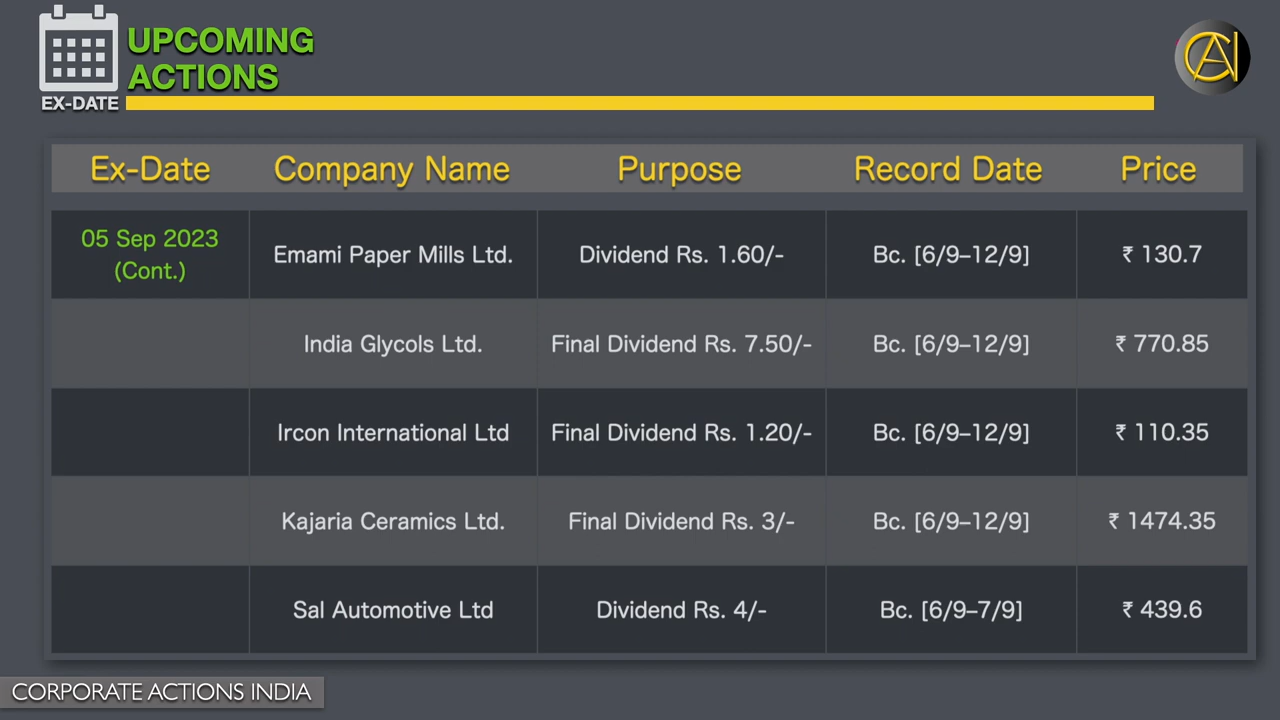 UPCOMING
ACTIONS
EX-DATE
CAI
Ex-Date Company Name Purpose Record Date Price
05 Sep 2023
(Cont.) Emami Paper Mills Ltd. Dividend Rs. 1.60/- Bc. [6/9–12/9] ₹ 130.7
India Glycols Ltd. Final Dividend Rs. 7.50/- Bc. [6/9–12/9] ₹ 770.85
Ircon International Ltd Final Dividend Rs. 1.20/- Bc. [6/9–12/9] ₹ 110.35
Kajaria Ceramics Ltd. Final Dividend Rs. 3/- Bc. [6/9–12/9] ₹ 1474.35
Sal Automotive Ltd Dividend Rs. 4/- Bc. [6/9–7/9] ₹ 439.6
CORPORATE ACTIONS INDIA